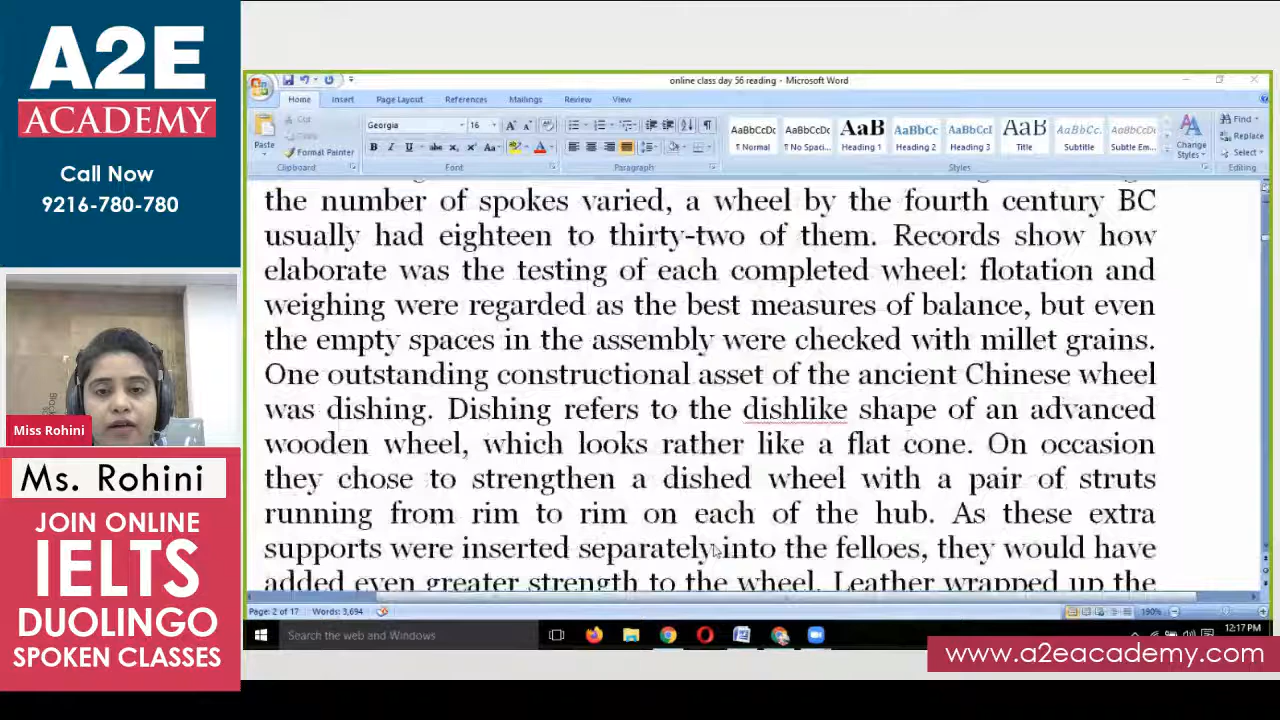 A2E
ACADEMY
Call Now
9216-780-780
Miss Rohini
Ms. Rohini
JOIN ONLINE
IELTS
DUOLINGO
SPOKEN CLASSES
online class day 56 reading - Microsoft Word
Home Insert Page Layout References Mailings Review View
Paste
Cut
Format Painter
Clipboard
Georgia 16
Font
Paragraph
AaBbCcDc AaBbCcDc AaB AaBbCc AaBbCcI AaB AaBbCc. AaBbCcDc
¶ Normal ¶ No Spaci... Heading 1 Heading 2 Heading 3 Title Subtitle Subtle Em...
Change
Styles
Styles
Find
Replace
Select
Editing
the number of spokes varied, a wheel by the fourth century BC
usually had eighteen to thirty-two of them. Records show how
elaborate was the testing of each completed wheel: flotation and
weighing were regarded as the best measures of balance, but even
the empty spaces in the assembly were checked with millet grains.
One outstanding constructional asset of the ancient Chinese wheel
was dishing. Dishing refers to the dishlike shape of an advanced
wooden wheel, which looks rather like a flat cone. On occasion
they chose to strengthen a dished wheel with a pair of struts
running from rim to rim on each of the hub. As these extra
supports were inserted separately into the felloes, they would have
added even greater strength to the wheel. Leather wrapped up the
Page: 2 of 17 Words: 3,694 190%
Search the web and Windows
12:17 PM
www.a2eacademy.com